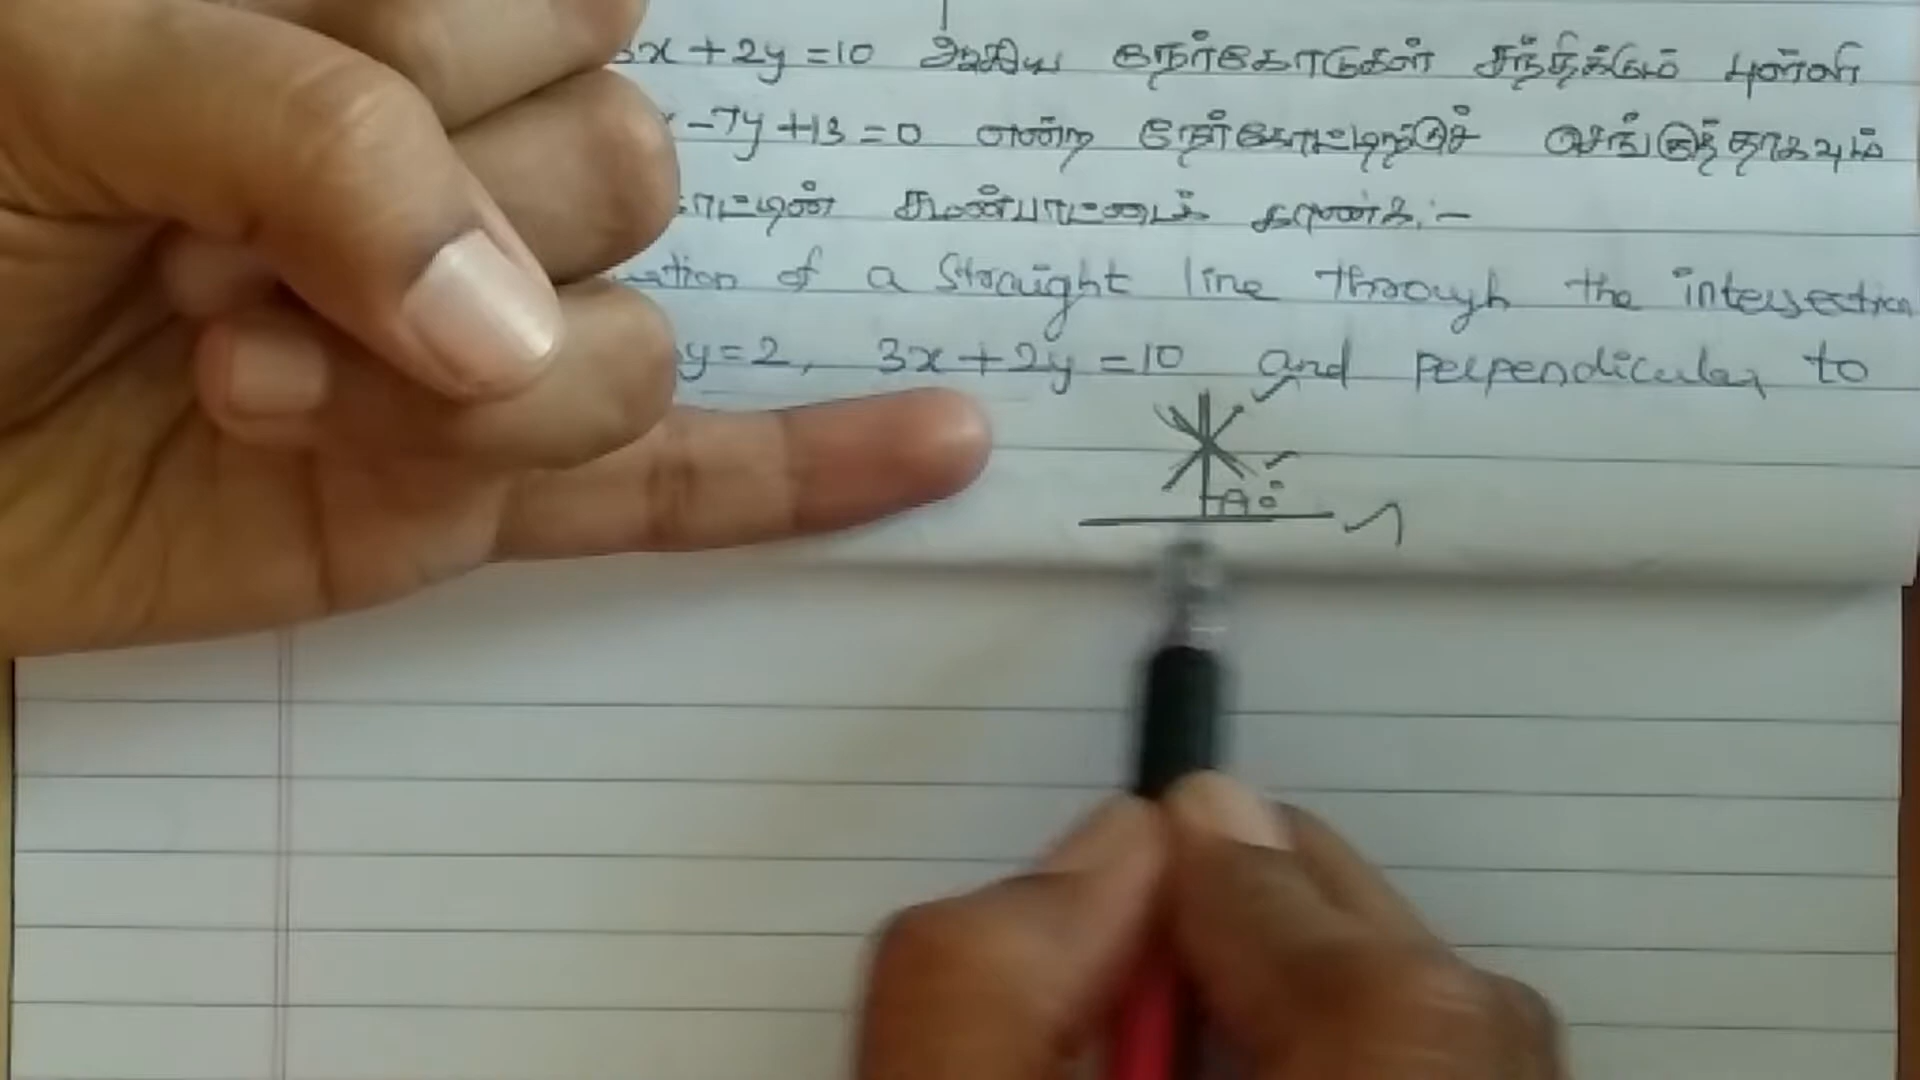 3x + 2y = 10 ஆகிய நேர்கோடுகள் சந்திக்கும் புள்ளி
- 7y + 13 = 0 என்ற நேர்கோட்டிற்குச் செங்குத்தாகவும்
சமன்பாட்டைக் காண்க :-
of a Straight line through the intersection
y = 2, 3x + 2y = 10 and perpendicular to